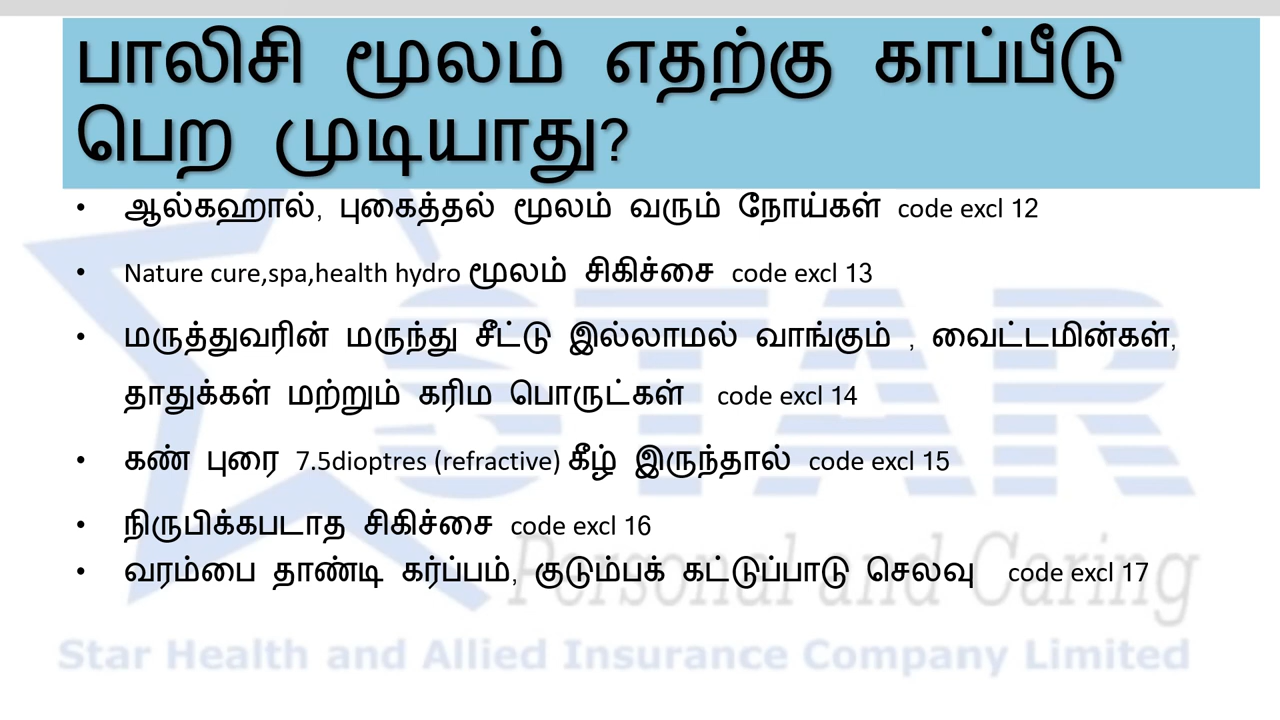 பாலிசி மூலம் எதற்கு காப்பீடு
பெற முடியாது?
• ஆல்கஹால், புகைத்தல் மூலம் வரும் நோய்கள் code excl 12
• Nature cure,spa,health hydro மூலம் சிகிச்சை code excl 13
• மருத்துவரின் மருந்து சீட்டு இல்லாமல் வாங்கும் , வைட்டமின்கள்,
தாதுக்கள் மற்றும் கரிம பொருட்கள் code excl 14
• கண் புரை 7.5dioptres (refractive) கீழ் இருந்தால் code excl 15
• நிருபிக்கபடாத சிகிச்சை code excl 16
• வரம்பை தாண்டி கர்ப்பம், குடும்பக் கட்டுப்பாடு செலவு code excl 17
STAR
Personal and Caring
Star Health and Allied Insurance Company Limited